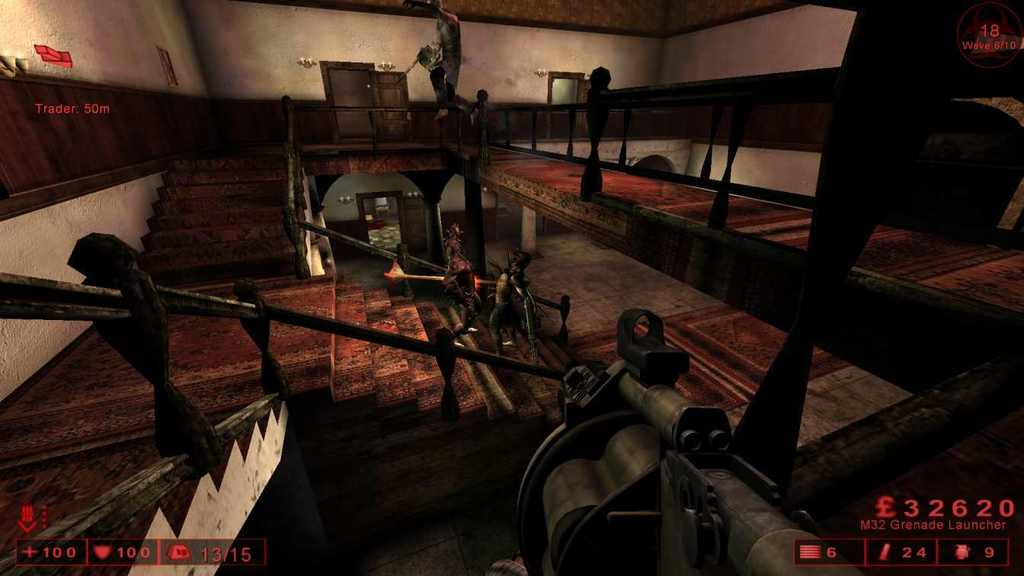 18
Wave 6/10
Trader: 50m
£32620
M32 Grenade Launcher
+100 100 13/15
6 24 9